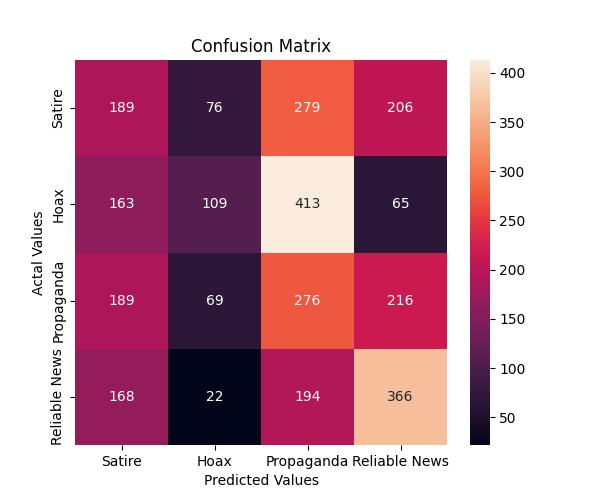 Confusion Matrix
Actal Values
Satire
189 76 279 206
Hoax
163 109 413 65
Propaganda
189 69 276 216
Reliable News
168 22 194 366
Satire Hoax Propaganda Reliable News
Predicted Values
400
350
300
250
200
150
100
50